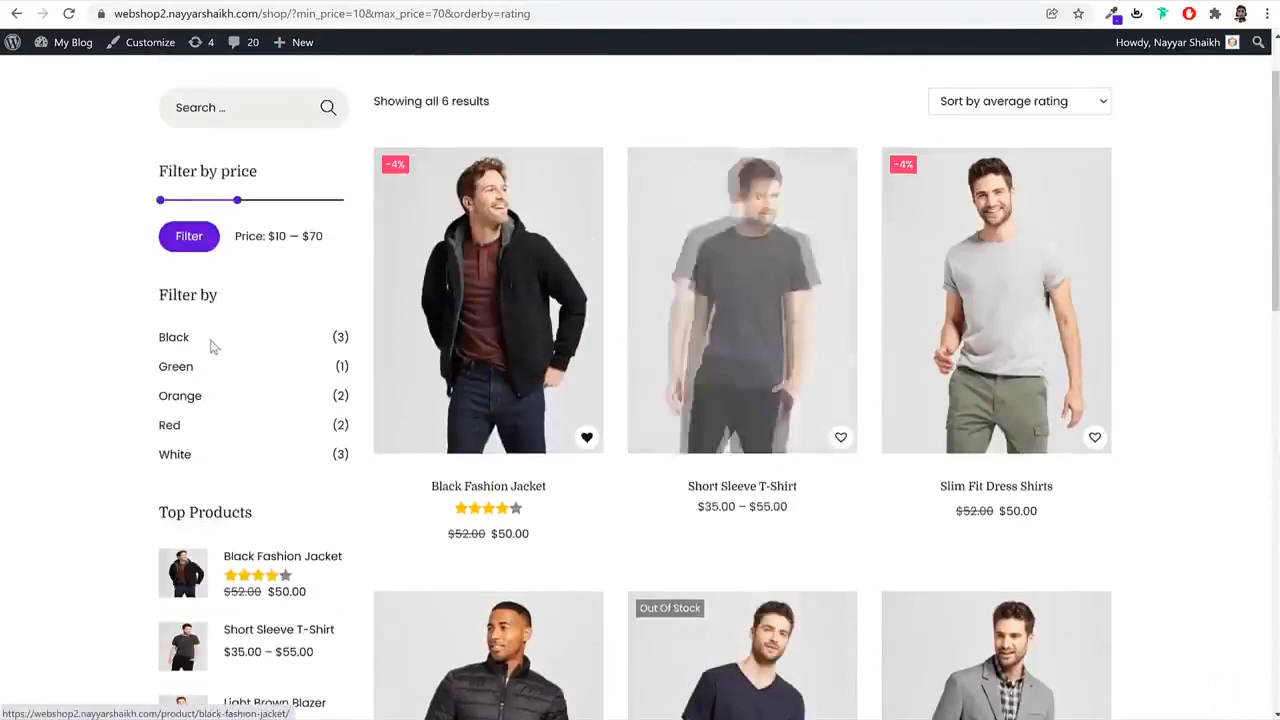 webshop2.nayyarshaikh.com/shop/?min_price=10&max_price=70&orderby=rating
My Blog
Customize
4
20
New
Howdy, Nayyar Shaikh
Search ...
Showing all 6 results
Sort by average rating
Filter by price
Filter
Price: $10 — $70
Filter by
Black (3)
Green (1)
Orange (2)
Red (2)
White (3)
Top Products
Black Fashion Jacket
$52.00 $50.00
Short Sleeve T-Shirt
$35.00 – $55.00
Light Brown Blazer
-4%
Black Fashion Jacket
$52.00 $50.00
Short Sleeve T-Shirt
$35.00 – $55.00
-4%
Slim Fit Dress Shirts
$52.00 $50.00
Out Of Stock
https://webshop2.nayyarshaikh.com/product/black-fashion-jacket/